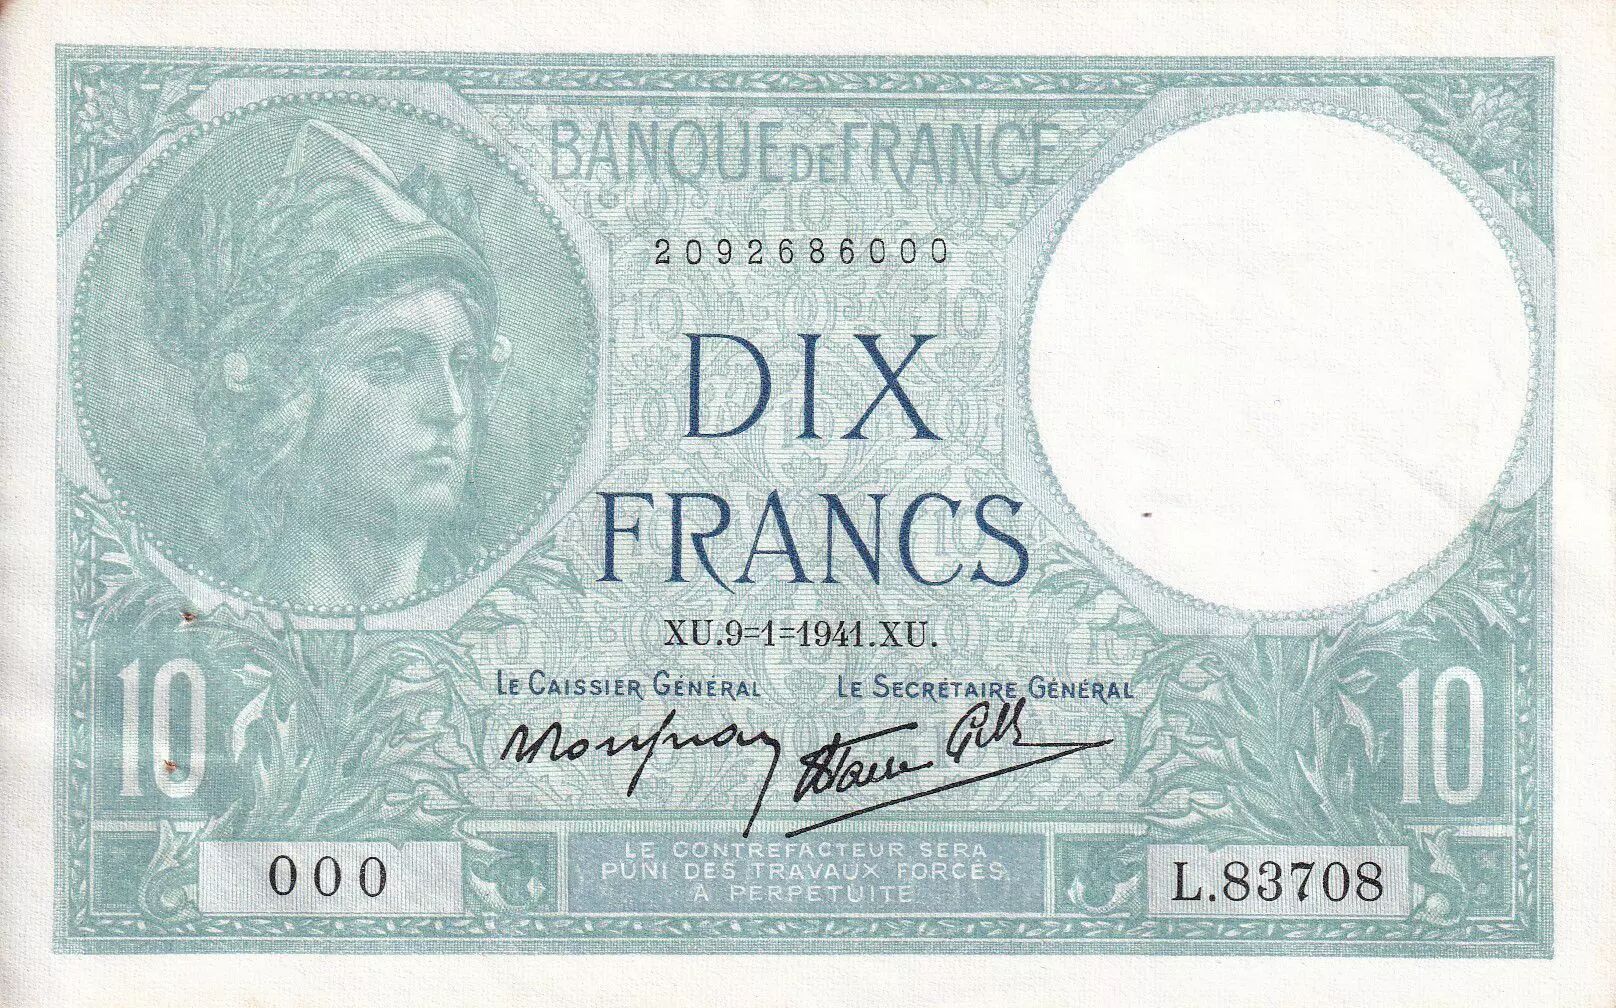 BANQUE DE FRANCE
2092686000
DIX
FRANCS
XU.9=1=1941.XU.
LE CAISSIER GÉNÉRAL LE SECRÉTAIRE GÉNÉRAL
10 10
LE CONTREFACTEUR SERA
PUNI DES TRAVAUX FORCÉS
A PERPÉTUITÉ
000 L.83708